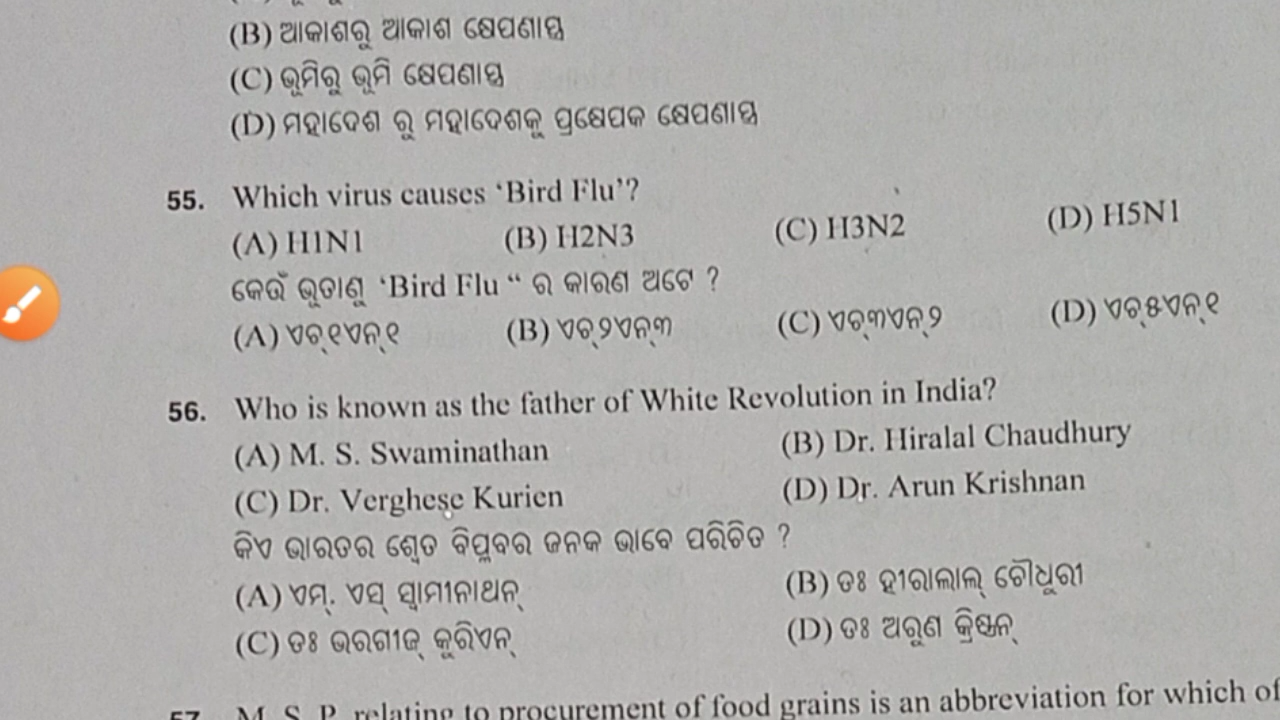 (B) ଆକାଶରୁ ଆକାଶ କ୍ଷେପଣାସ୍ତ୍ର
(C) ଭୂମିରୁ ଭୂମି କ୍ଷେପଣାସ୍ତ୍ର
(D) ମହାଦେଶ ରୁ ମହାଦେଶକୁ ପ୍ରକ୍ଷେପକ କ୍ଷେପଣାସ୍ତ୍ର
55. Which virus causes ‘Bird Flu’?
(A) H1N1 (B) H2N3 (C) H3N2 (D) H5N1
କେଉଁ ଭୂତାଣୁ ‘Bird Flu “ ର କାରଣ ଅଟେ ?
(A) ଏଚ୍୧ଏନ୍୧ (B) ଏଚ୍୨ଏନ୍୩ (C) ଏଚ୍୩ଏନ୍୨ (D) ଏଚ୍୫ଏନ୍୧
56. Who is known as the father of White Revolution in India?
(A) M. S. Swaminathan (B) Dr. Hiralal Chaudhury
(C) Dr. Verghese Kurien (D) Dr. Arun Krishnan
କିଏ ଭାରତର ଶ୍ୱେତ ବିପ୍ଳବର ଜନକ ଭାବେ ପରିଚିତ ?
(A) ଏମ୍. ଏସ୍ ସ୍ୱାମୀନାଥନ୍ (B) ଡଃ ହୀରାଲାଲ୍ ଚୌଧୁରୀ
(C) ଡଃ ଭରଗୀଜ୍ କୁରିଏନ୍ (D) ଡଃ ଅରୁଣ କ୍ରିଷ୍ଣନ୍
57. M. S. P. relating to procurement of food grains is an abbreviation for which of